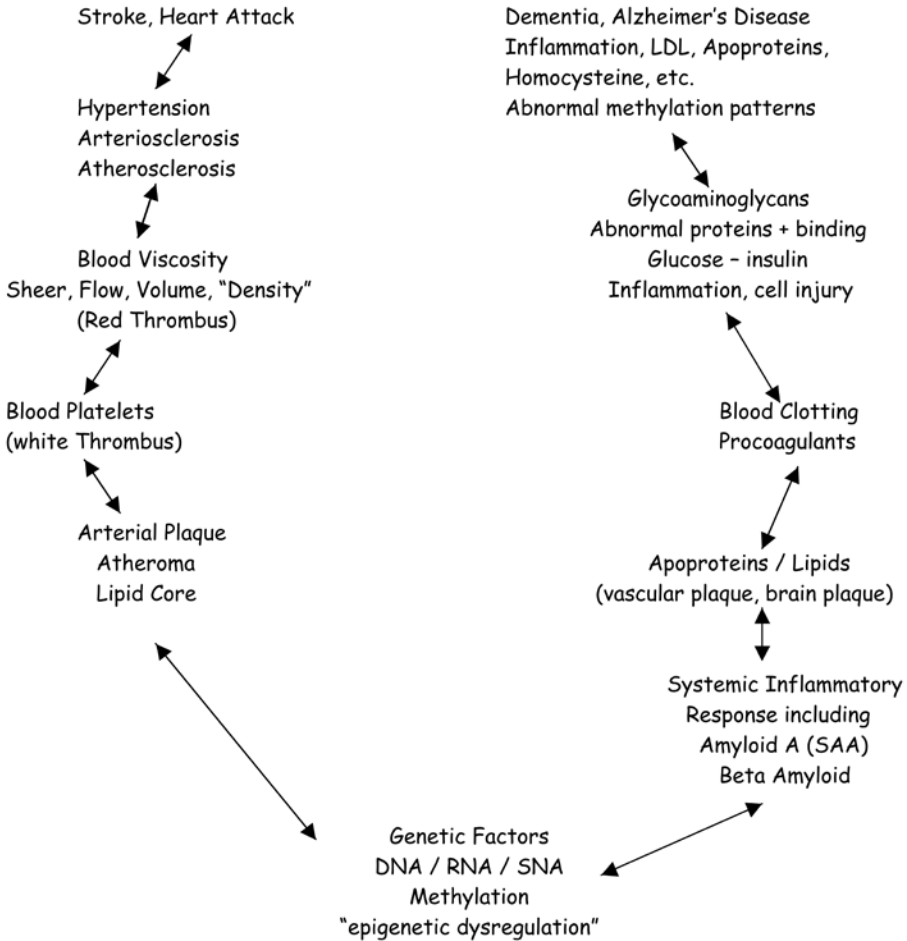 Stroke, Heart Attack
Hypertension
Arteriosclerosis
Atherosclerosis
Blood Viscosity
Sheer, Flow, Volume, “Density”
(Red Thrombus)
Blood Platelets
(white Thrombus)
Arterial Plaque
Atheroma
Lipid Core
Dementia, Alzheimer’s Disease
Inflammation, LDL, Apoproteins,
Homocysteine, etc.
Abnormal methylation patterns
Glycoaminoglycans
Abnormal proteins + binding
Glucose – insulin
Inflammation, cell injury
Blood Clotting
Procoagulants
Apoproteins / Lipids
(vascular plaque, brain plaque)
Systemic Inflammatory
Response including
Amyloid A (SAA)
Beta Amyloid
Genetic Factors
DNA / RNA / SNA
Methylation
“epigenetic dysregulation”